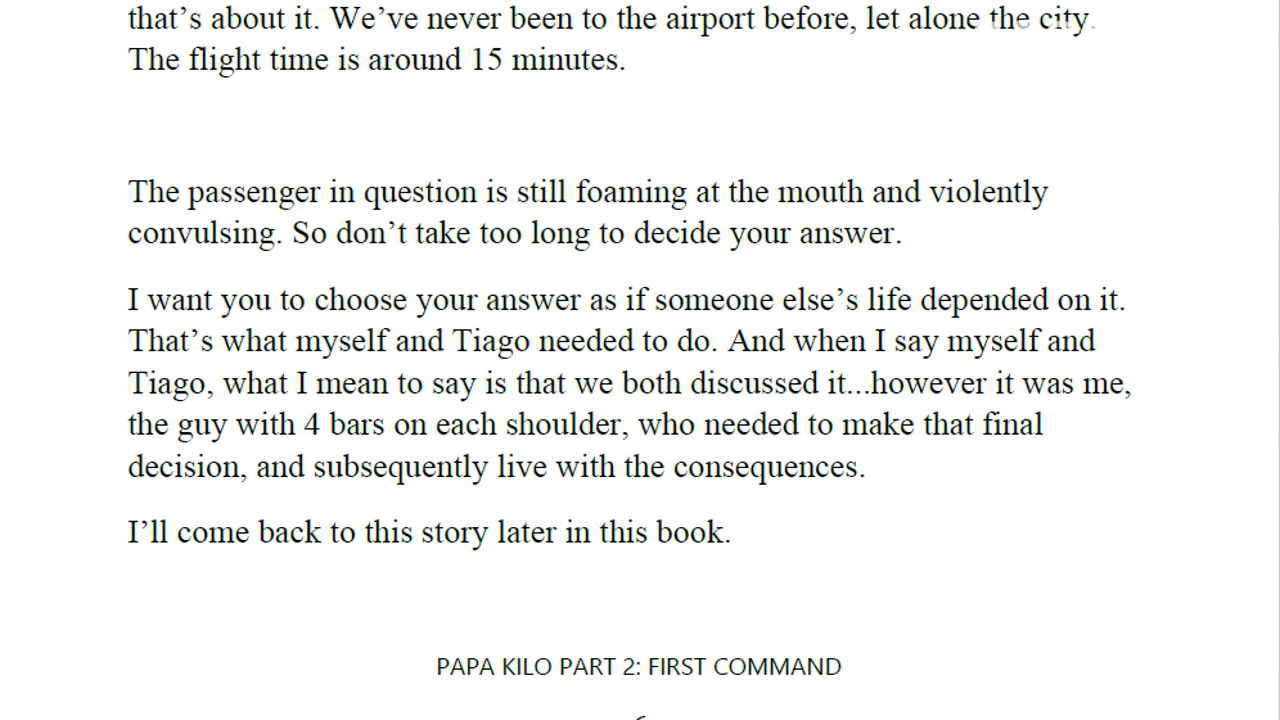 that’s about it. We’ve never been to the airport before, let alone the city.
The flight time is around 15 minutes.
The passenger in question is still foaming at the mouth and violently
convulsing. So don’t take too long to decide your answer.
I want you to choose your answer as if someone else’s life depended on it.
That’s what myself and Tiago needed to do. And when I say myself and
Tiago, what I mean to say is that we both discussed it...however it was me,
the guy with 4 bars on each shoulder, who needed to make that final
decision, and subsequently live with the consequences.
I’ll come back to this story later in this book.
PAPA KILO PART 2: FIRST COMMAND